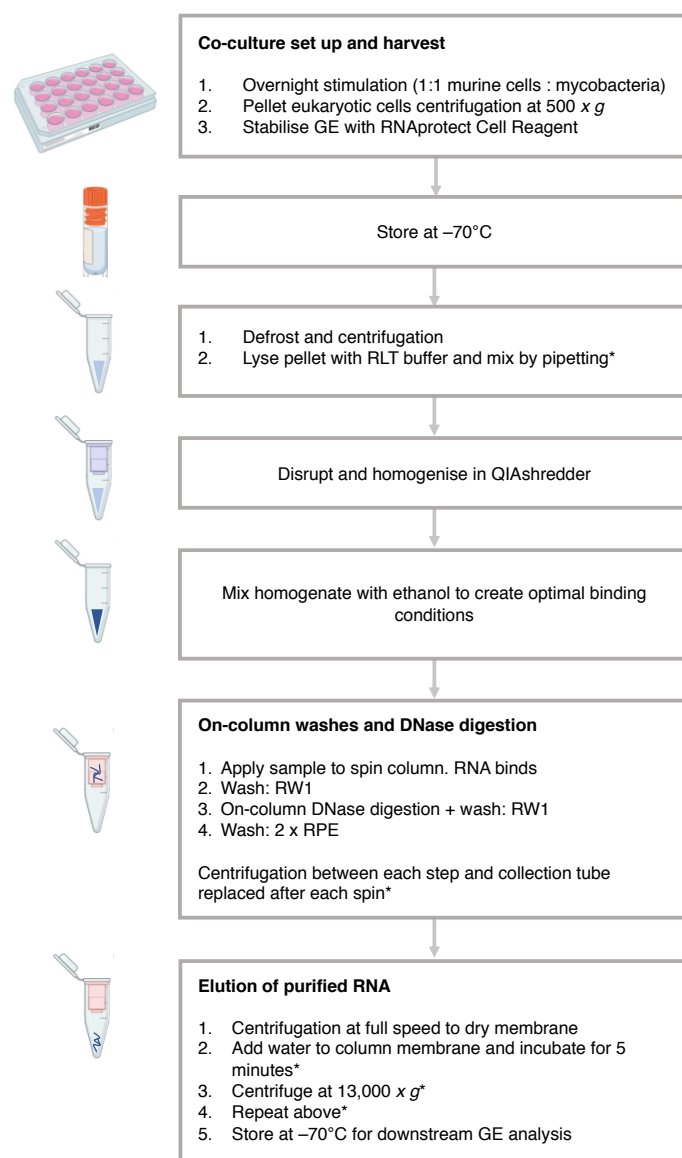 Co-culture set up and harvest
1. Overnight stimulation (1:1 murine cells : mycobacteria)
2. Pellet eukaryotic cells centrifugation at 500 x g
3. Stabilise GE with RNAprotect Cell Reagent
Store at –70°C
1. Defrost and centrifugation
2. Lyse pellet with RLT buffer and mix by pipetting*
Disrupt and homogenise in QIAshredder
Mix homogenate with ethanol to create optimal binding
conditions
On-column washes and DNase digestion
1. Apply sample to spin column. RNA binds
2. Wash: RW1
3. On-column DNase digestion + wash: RW1
4. Wash: 2 x RPE
Centrifugation between each step and collection tube
replaced after each spin*
Elution of purified RNA
1. Centrifugation at full speed to dry membrane
2. Add water to column membrane and incubate for 5
minutes*
3. Centrifuge at 13,000 x g*
4. Repeat above*
5. Store at –70°C for downstream GE analysis